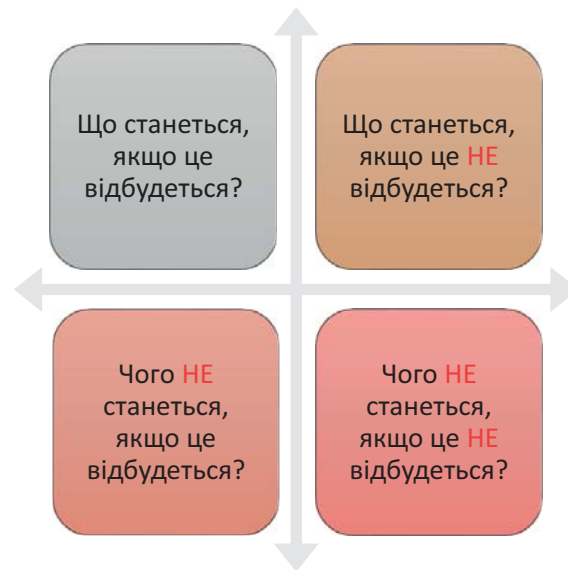 Що станеться,
якщо це
відбудеться?
Що станеться,
якщо це НЕ
відбудеться?
Чого НЕ
станеться,
якщо це
відбудеться?
Чого НЕ
станеться,
якщо це НЕ
відбудеться?